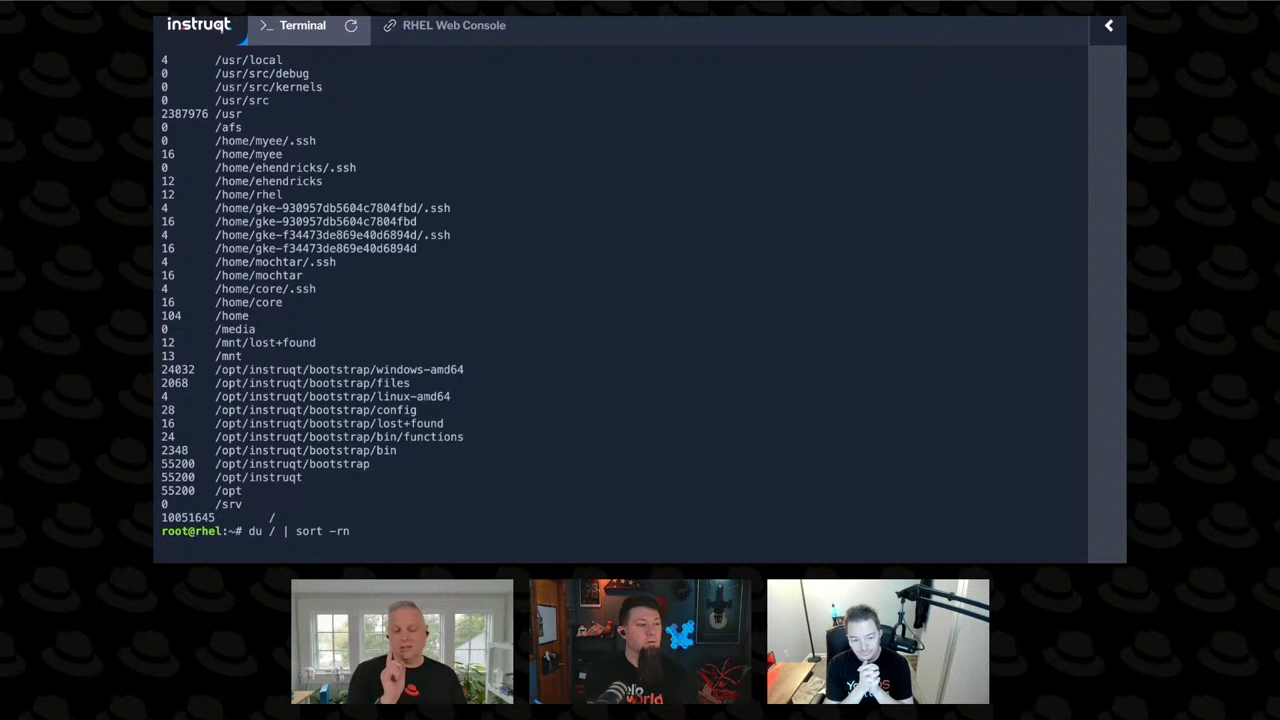 instruqt
>_ Terminal
RHEL Web Console
4 /usr/local
0 /usr/src/debug
0 /usr/src/kernels
0 /usr/src
2387976 /usr
0 /afs
0 /home/myee/.ssh
16 /home/myee
0 /home/ehendricks/.ssh
12 /home/ehendricks
12 /home/rhel
4 /home/gke-930957db5604c7804fbd/.ssh
16 /home/gke-930957db5604c7804fbd
4 /home/gke-f34473de869e40d6894d/.ssh
16 /home/gke-f34473de869e40d6894d
4 /home/mochtar/.ssh
16 /home/mochtar
4 /home/core/.ssh
16 /home/core
104 /home
0 /media
12 /mnt/lost+found
13 /mnt
24032 /opt/instruqt/bootstrap/windows-amd64
2068 /opt/instruqt/bootstrap/files
4 /opt/instruqt/bootstrap/linux-amd64
28 /opt/instruqt/bootstrap/config
16 /opt/instruqt/bootstrap/lost+found
24 /opt/instruqt/bootstrap/bin/functions
2348 /opt/instruqt/bootstrap/bin
55200 /opt/instruqt/bootstrap
55200 /opt/instruqt
55200 /opt
0 /srv
10051645 /
root@rhel:~# du / | sort -rn